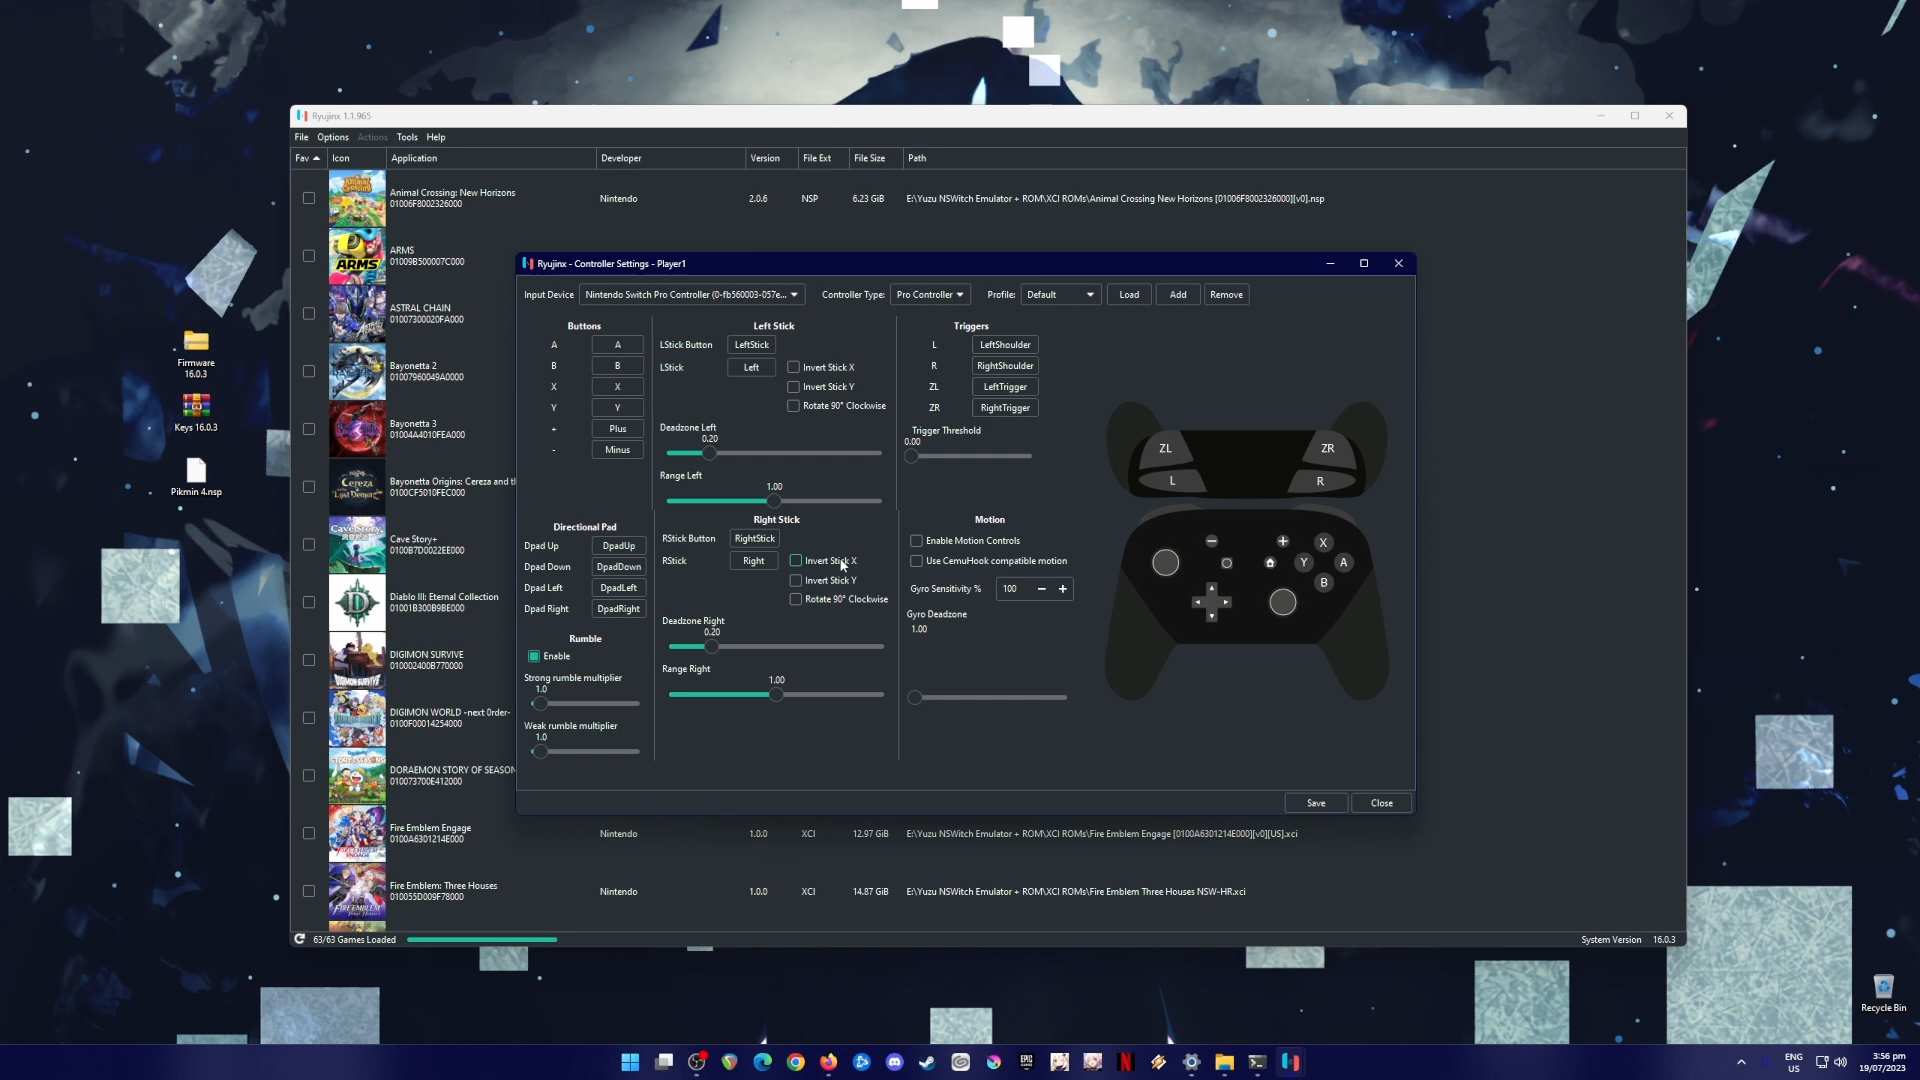 Ryujinx 1.1.965
File Options Actions Tools Help
Fav Icon Application Developer Version File Ext File Size Path
Animal Crossing: New Horizons
01006F8002326000
Nintendo 2.0.6 NSP 6.23 GiB E:\Yuzu NSWitch Emulator + ROM\XCI ROMs\Animal Crossing New Horizons [01006F8002326000][v0].nsp
ARMS
01009B500007C000
ASTRAL CHAIN
01007300020FA000
Bayonetta 2
01007960049A0000
Bayonetta 3
01004A4010FEA000
Bayonetta Origins: Cereza and t
0100CF5010FEC000
Cave Story+
0100B7D0022EE000
Diablo III: Eternal Collection
01001B300B9BE000
DIGIMON SURVIVE
010002400B770000
DIGIMON WORLD -next 0rder-
0100F00014254000
DORAEMON STORY OF SEASON
010073700E412000
Fire Emblem Engage
0100A6301214E000
Nintendo 1.0.0 XCI 12.97 GiB E:\Yuzu NSWitch Emulator + ROM\XCI ROMs\Fire Emblem Engage [0100A6301214E000][v0][US].xci
Fire Emblem: Three Houses
010055D009F78000
Nintendo 1.0.0 XCI 14.87 GiB E:\Yuzu NSWitch Emulator + ROM\XCI ROMs\Fire Emblem Three Houses NSW-HR.xci
63/63 Games Loaded
System Version 16.0.3
Ryujinx - Controller Settings - Player1
Input Device Nintendo Switch Pro Controller (0-fb560003-057e... Controller Type: Pro Controller Profile: Default Load Add Remove
Buttons
A A
B B
X X
Y Y
+ Plus
- Minus
Left Stick
LStick Button LeftStick
LStick Left Invert Stick X
Invert Stick Y
Rotate 90° Clockwise
Deadzone Left
0.20
Range Left
1.00
Triggers
L LeftShoulder
R RightShoulder
ZL LeftTrigger
ZR RightTrigger
Trigger Threshold
0.00
Directional Pad
Dpad Up DpadUp
Dpad Down DpadDown
Dpad Left DpadLeft
Dpad Right DpadRight
Rumble
Enable
Strong rumble multiplier
1.0
Weak rumble multiplier
1.0
Right Stick
RStick Button RightStick
RStick Right Invert Stick X
Invert Stick Y
Rotate 90° Clockwise
Deadzone Right
0.20
Range Right
1.00
Motion
Enable Motion Controls
Use CemuHook compatible motion
Gyro Sensitivity % 100 − +
Gyro Deadzone
1.00
ZL ZR
L R
X
Y A
B
Save Close
Firmware
16.0.3
Keys 16.0.3
Pikmin 4.nsp
Recycle Bin
ARMS
Cereza
Cave Story+
DIGIMON SURVIVE
FIRE EMBLEM
EPIC
ENG
US
3:56 pm
19/07/2023